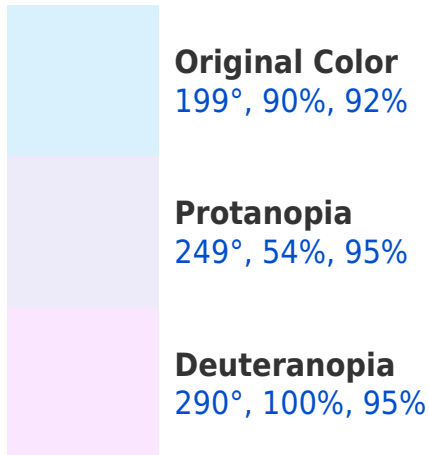 Original Color
199°, 90%, 92%
Protanopia
249°, 54%, 95%
Deuteranopia
290°, 100%, 95%